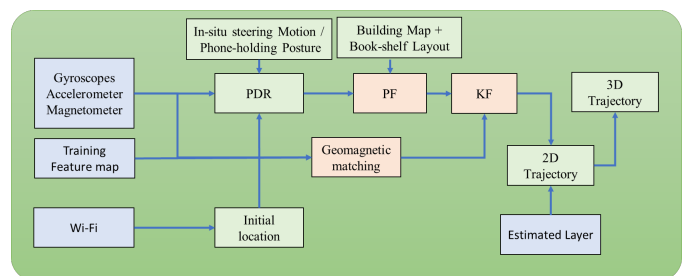 In-situ steering Motion /
Phone-holding Posture
Building Map +
Book-shelf Layout
Gyroscopes
Accelerometer
Magnetometer
PDR
PF
KF
3D
Trajectory
Training
Feature map
Geomagnetic
matching
2D
Trajectory
Wi-Fi
Initial
location
Estimated Layer